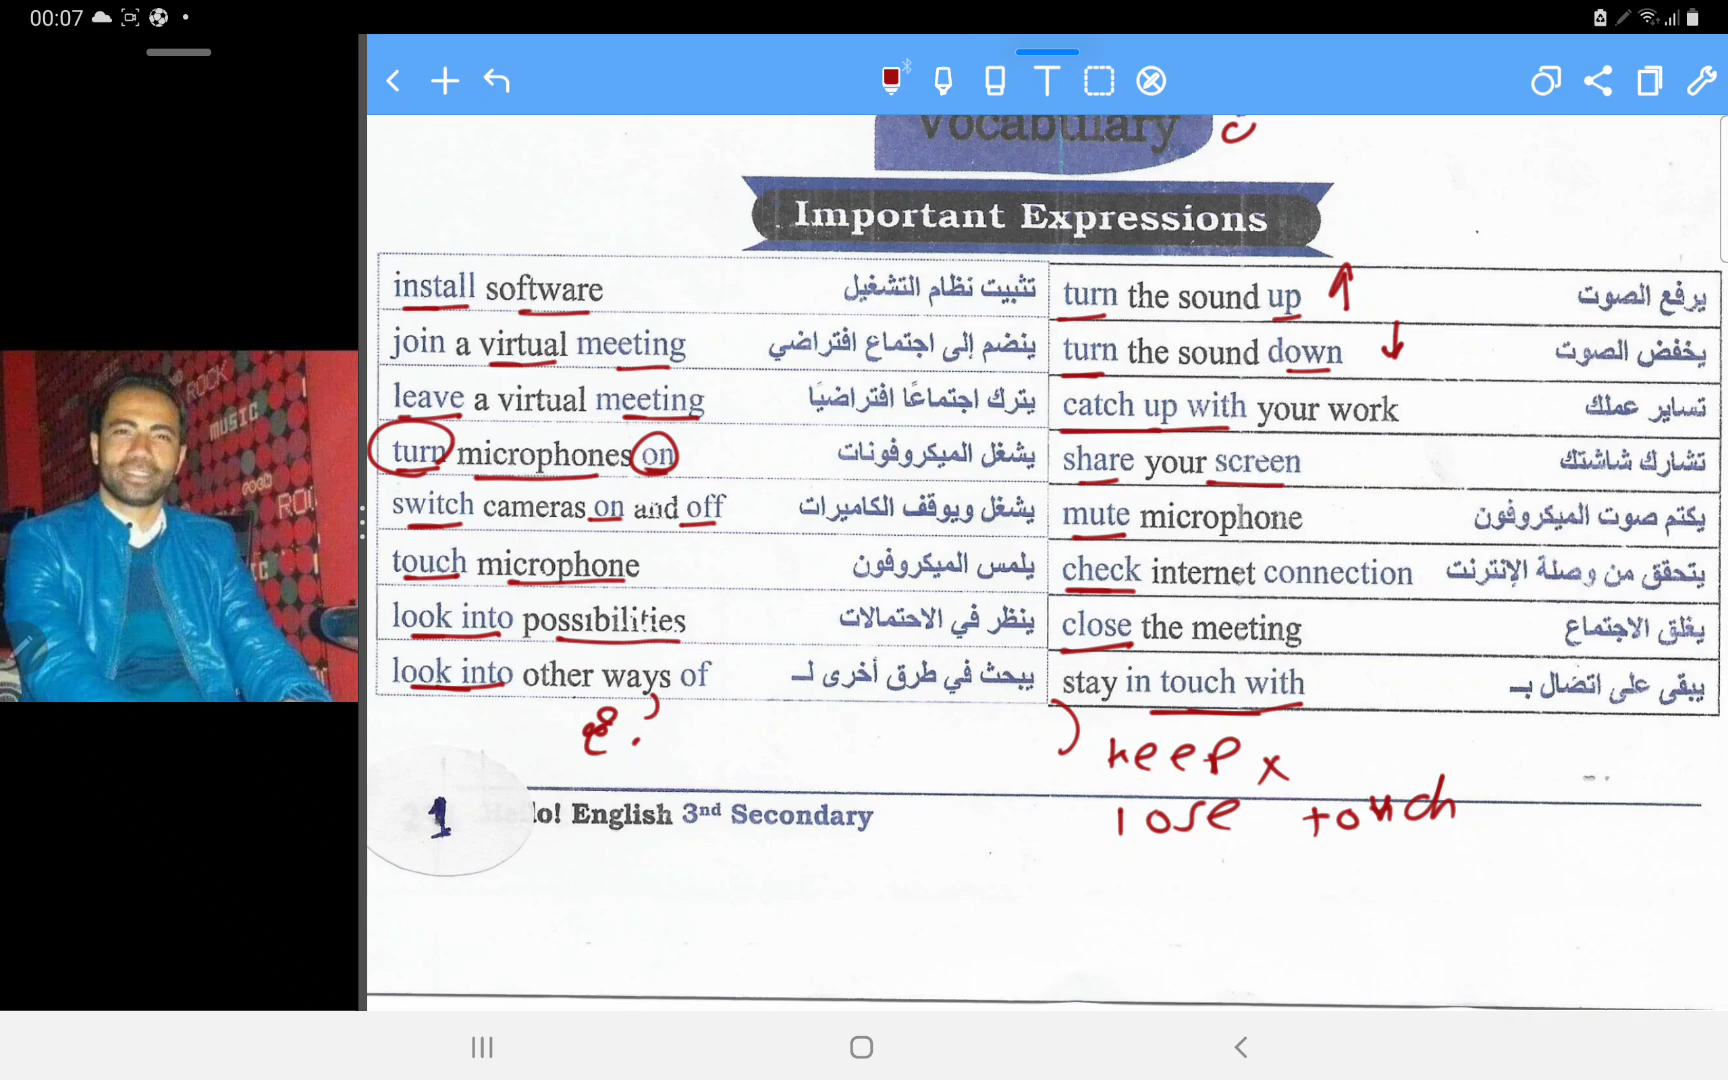 00:07
Vocabulary
Important Expressions
install software تثبيت نظام التشغيل
turn the sound up يرفع الصوت
join a virtual meeting ينضم إلى اجتماع افتراضي
turn the sound down يخفض الصوت
leave a virtual meeting يترك اجتماعًا افتراضيًا
catch up with your work تساير عملك
turn microphones on يشغل الميكروفونات
share your screen تشارك شاشتك
switch cameras on and off يشغل ويوقف الكاميرات
mute microphone يكتم صوت الميكروفون
touch microphone يلمس الميكروفون
check internet connection يتحقق من وصلة الإنترنت
look into possibilities ينظر في الاحتمالات
close the meeting يغلق الاجتماع
look into other ways of يبحث في طرق أخرى لـ
stay in touch with يبقى على اتصال بـ
keep x
lose touch
1 lo! English 3nd Secondary
ROCK
MUSIC
ROCK